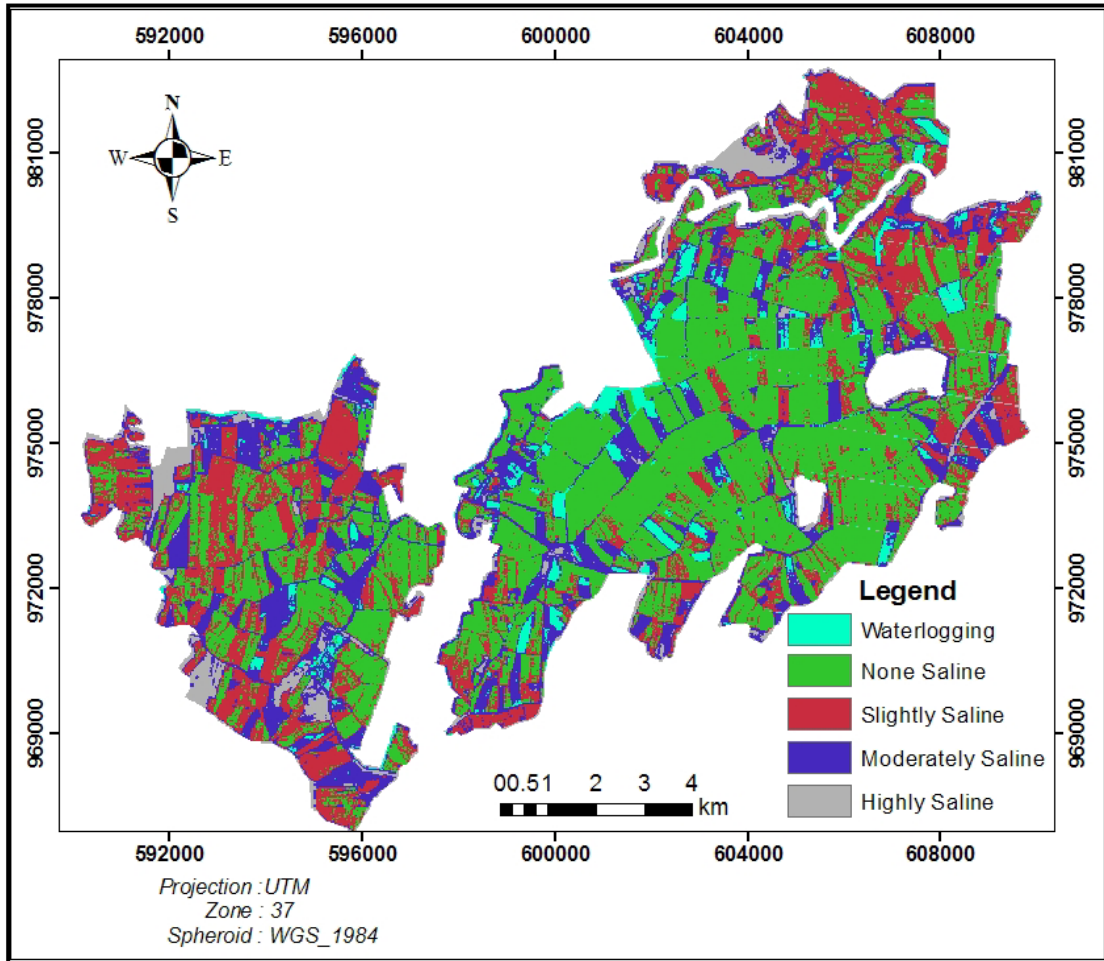 592000 596000 600000 604000 608000
N
W E
S
981000 981000
978000 978000
975000 975000
972000 972000
969000 969000
Legend
Waterlogging
None Saline
Slightly Saline
Moderately Saline
Highly Saline
00.51 2 3 4
km
592000 596000 600000 604000 608000
Projection : UTM
Zone : 37
Spheroid : WGS_1984